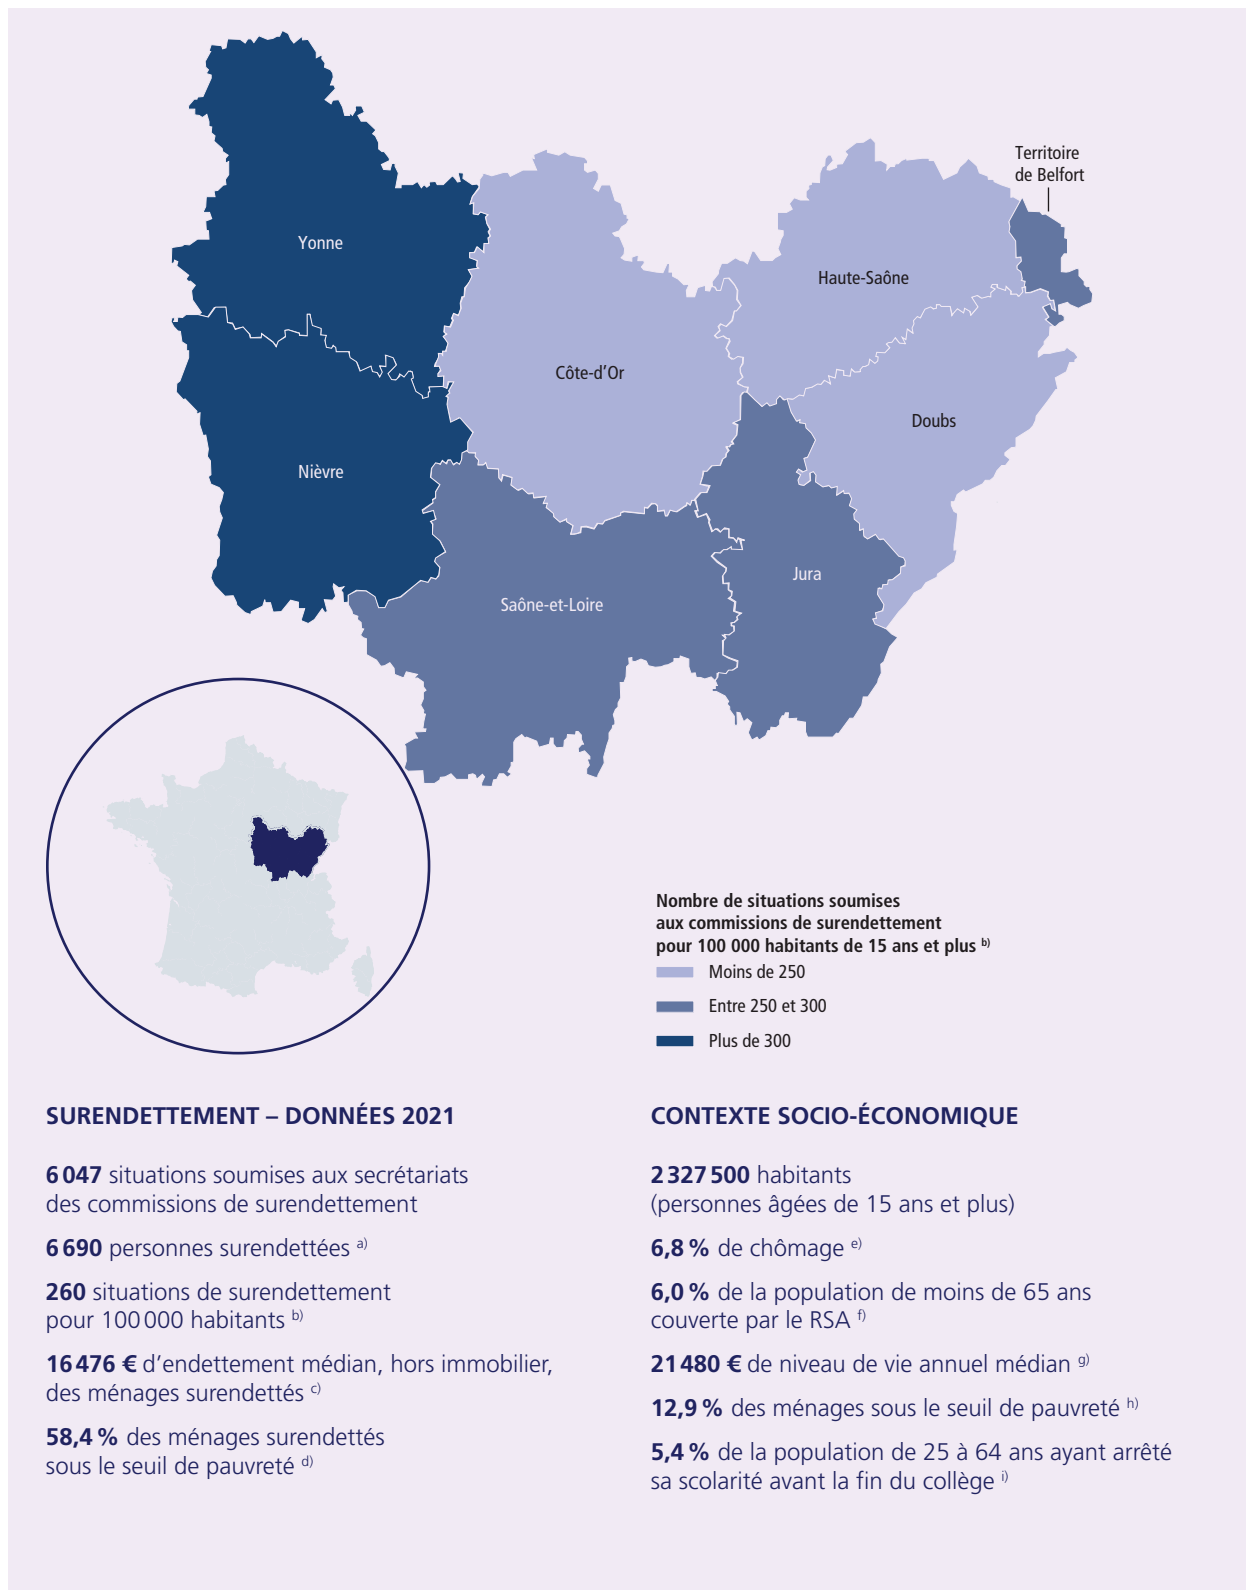 Territoire
de Belfort
Yonne
Haute-Saône
Côte-d’Or
Doubs
Nièvre
Jura
Saône-et-Loire
Nombre de situations soumises
aux commissions de surendettement
pour 100 000 habitants de 15 ans et plus b)
Moins de 250
Entre 250 et 300
Plus de 300
SURENDETTEMENT – DONNÉES 2021
6 047 situations soumises aux secrétariats
des commissions de surendettement
6 690 personnes surendettées a)
260 situations de surendettement
pour 100 000 habitants b)
16 476 € d’endettement médian, hors immobilier,
des ménages surendettés c)
58,4 % des ménages surendettés
sous le seuil de pauvreté d)
CONTEXTE SOCIO-ÉCONOMIQUE
2 327 500 habitants
(personnes âgées de 15 ans et plus)
6,8 % de chômage e)
6,0 % de la population de moins de 65 ans
couverte par le RSA f)
21 480 € de niveau de vie annuel médian g)
12,9 % des ménages sous le seuil de pauvreté h)
5,4 % de la population de 25 à 64 ans ayant arrêté
sa scolarité avant la fin du collège i)